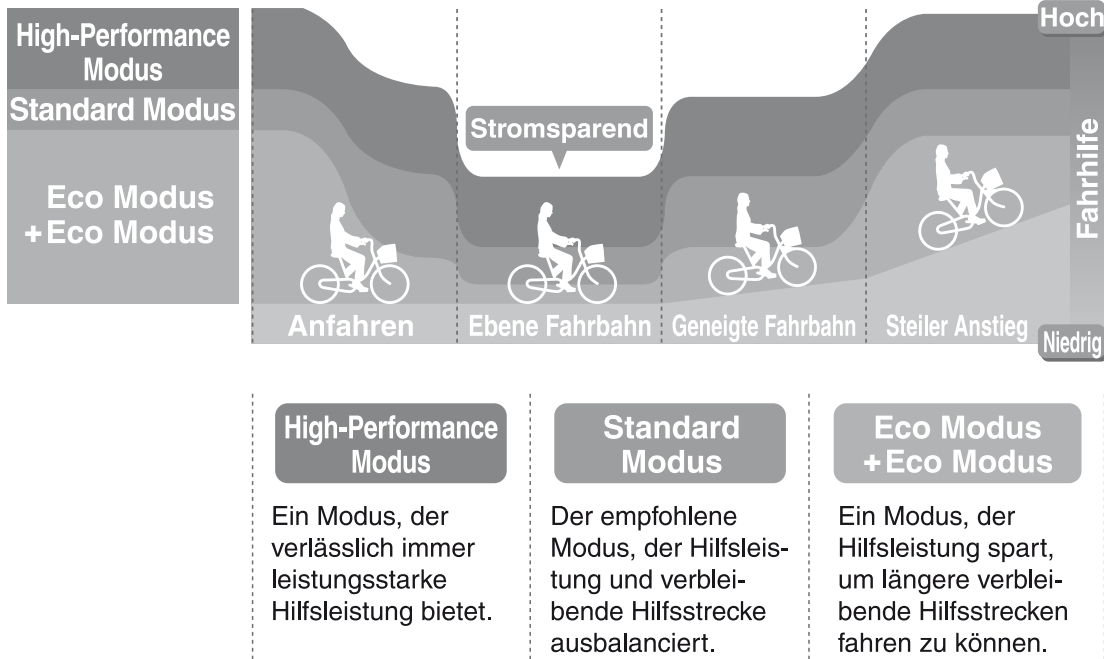 High-Performance
Modus
Standard Modus
Eco Modus
+Eco Modus
Hoch
Fahrhilfe
Niedrig
Stromsparend
Anfahren
Ebene Fahrbahn
Geneigte Fahrbahn
Steiler Anstieg
High-Performance
Modus
Ein Modus, der
verlässlich immer
leistungsstarke
Hilfsleistung bietet.
Standard
Modus
Der empfohlene
Modus, der Hilfsleis-
tung und verblei-
bende Hilfsstrecke
ausbalanciert.
Eco Modus
+Eco Modus
Ein Modus, der
Hilfsleistung spart,
um längere verblei-
bende Hilfsstrecken
fahren zu können.